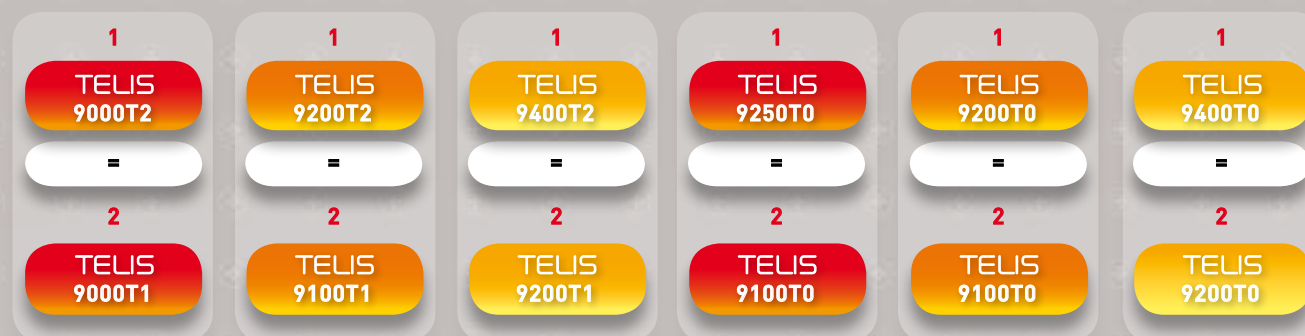 1
TELIS
9000T2
=
2
TELIS
9000T1
1
TELIS
9200T2
=
2
TELIS
9100T1
1
TELIS
9400T2
=
2
TELIS
9200T1
1
TELIS
9250T0
=
2
TELIS
9100T0
1
TELIS
9200T0
=
2
TELIS
9100T0
1
TELIS
9400T0
=
2
TELIS
9200T0